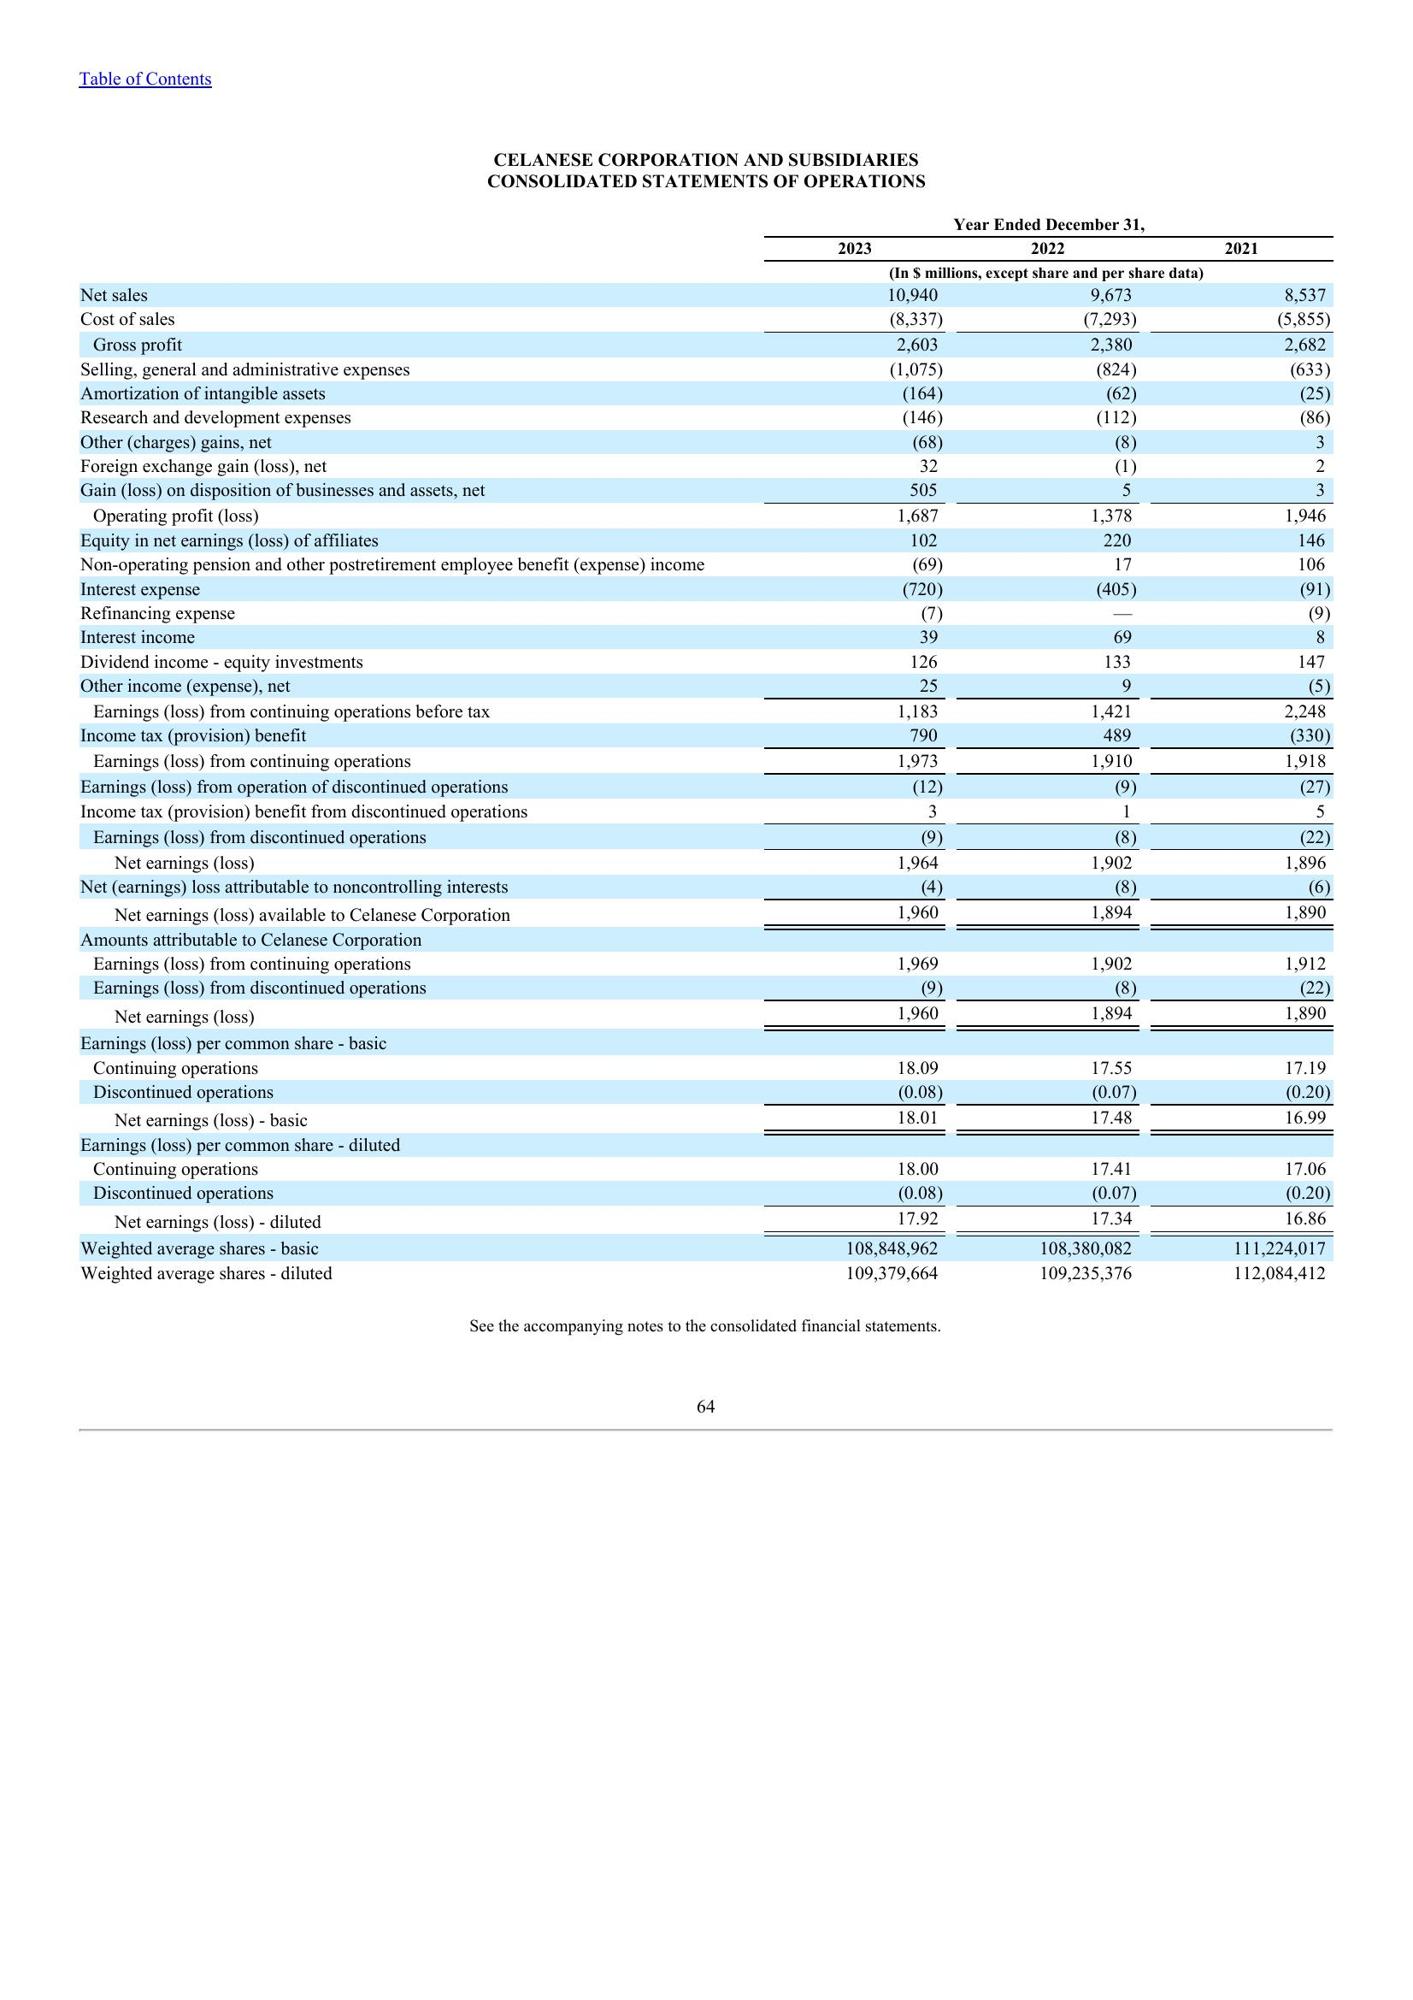 Table of Contents
CELANESE CORPORATION AND SUBSIDIARIES
CONSOLIDATED STATEMENTS OF OPERATIONS
Year Ended December 31,
2023 2022 2021
(In $ millions, except share and per share data)
Net sales 10,940 9,673 8,537
Cost of sales (8,337) (7,293) (5,855)
Gross profit 2,603 2,380 2,682
Selling, general and administrative expenses (1,075) (824) (633)
Amortization of intangible assets (164) (62) (25)
Research and development expenses (146) (112) (86)
Other (charges) gains, net (68) (8) 3
Foreign exchange gain (loss), net 32 (1) 2
Gain (loss) on disposition of businesses and assets, net 505 5 3
Operating profit (loss) 1,687 1,378 1,946
Equity in net earnings (loss) of affiliates 102 220 146
Non-operating pension and other postretirement employee benefit (expense) income (69) 17 106
Interest expense (720) (405) (91)
Refinancing expense (7) — (9)
Interest income 39 69 8
Dividend income - equity investments 126 133 147
Other income (expense), net 25 9 (5)
Earnings (loss) from continuing operations before tax 1,183 1,421 2,248
Income tax (provision) benefit 790 489 (330)
Earnings (loss) from continuing operations 1,973 1,910 1,918
Earnings (loss) from operation of discontinued operations (12) (9) (27)
Income tax (provision) benefit from discontinued operations 3 1 5
Earnings (loss) from discontinued operations (9) (8) (22)
Net earnings (loss) 1,964 1,902 1,896
Net (earnings) loss attributable to noncontrolling interests (4) (8) (6)
Net earnings (loss) available to Celanese Corporation 1,960 1,894 1,890
Amounts attributable to Celanese Corporation
Earnings (loss) from continuing operations 1,969 1,902 1,912
Earnings (loss) from discontinued operations (9) (8) (22)
Net earnings (loss) 1,960 1,894 1,890
Earnings (loss) per common share - basic
Continuing operations 18.09 17.55 17.19
Discontinued operations (0.08) (0.07) (0.20)
Net earnings (loss) - basic 18.01 17.48 16.99
Earnings (loss) per common share - diluted
Continuing operations 18.00 17.41 17.06
Discontinued operations (0.08) (0.07) (0.20)
Net earnings (loss) - diluted 17.92 17.34 16.86
Weighted average shares - basic 108,848,962 108,380,082 111,224,017
Weighted average shares - diluted 109,379,664 109,235,376 112,084,412
See the accompanying notes to the consolidated financial statements.
64